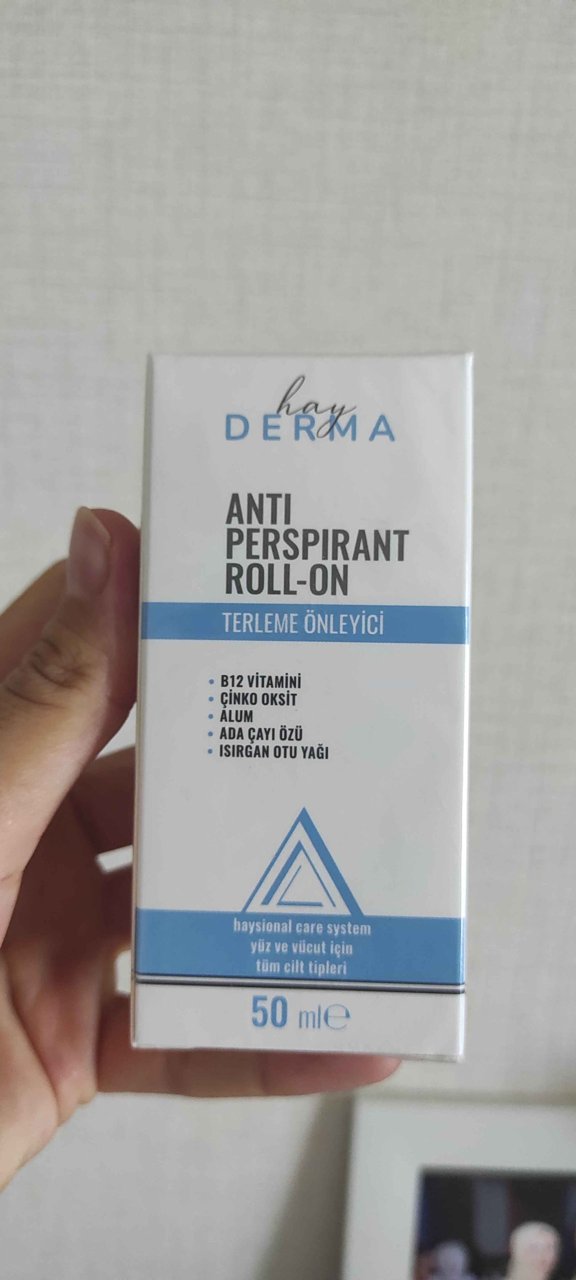 hay
DERMA
ANTI
PERSPIRANT
ROLL-ON
TERLEME ÖNLEYİCİ
• B12 VİTAMİNİ
• ÇİNKO OKSİT
• ALUM
• ADA ÇAYI ÖZÜ
• ISIRGAN OTU YAĞI
haysional care system
yüz ve vücut için
tüm cilt tipleri
50 ml℮